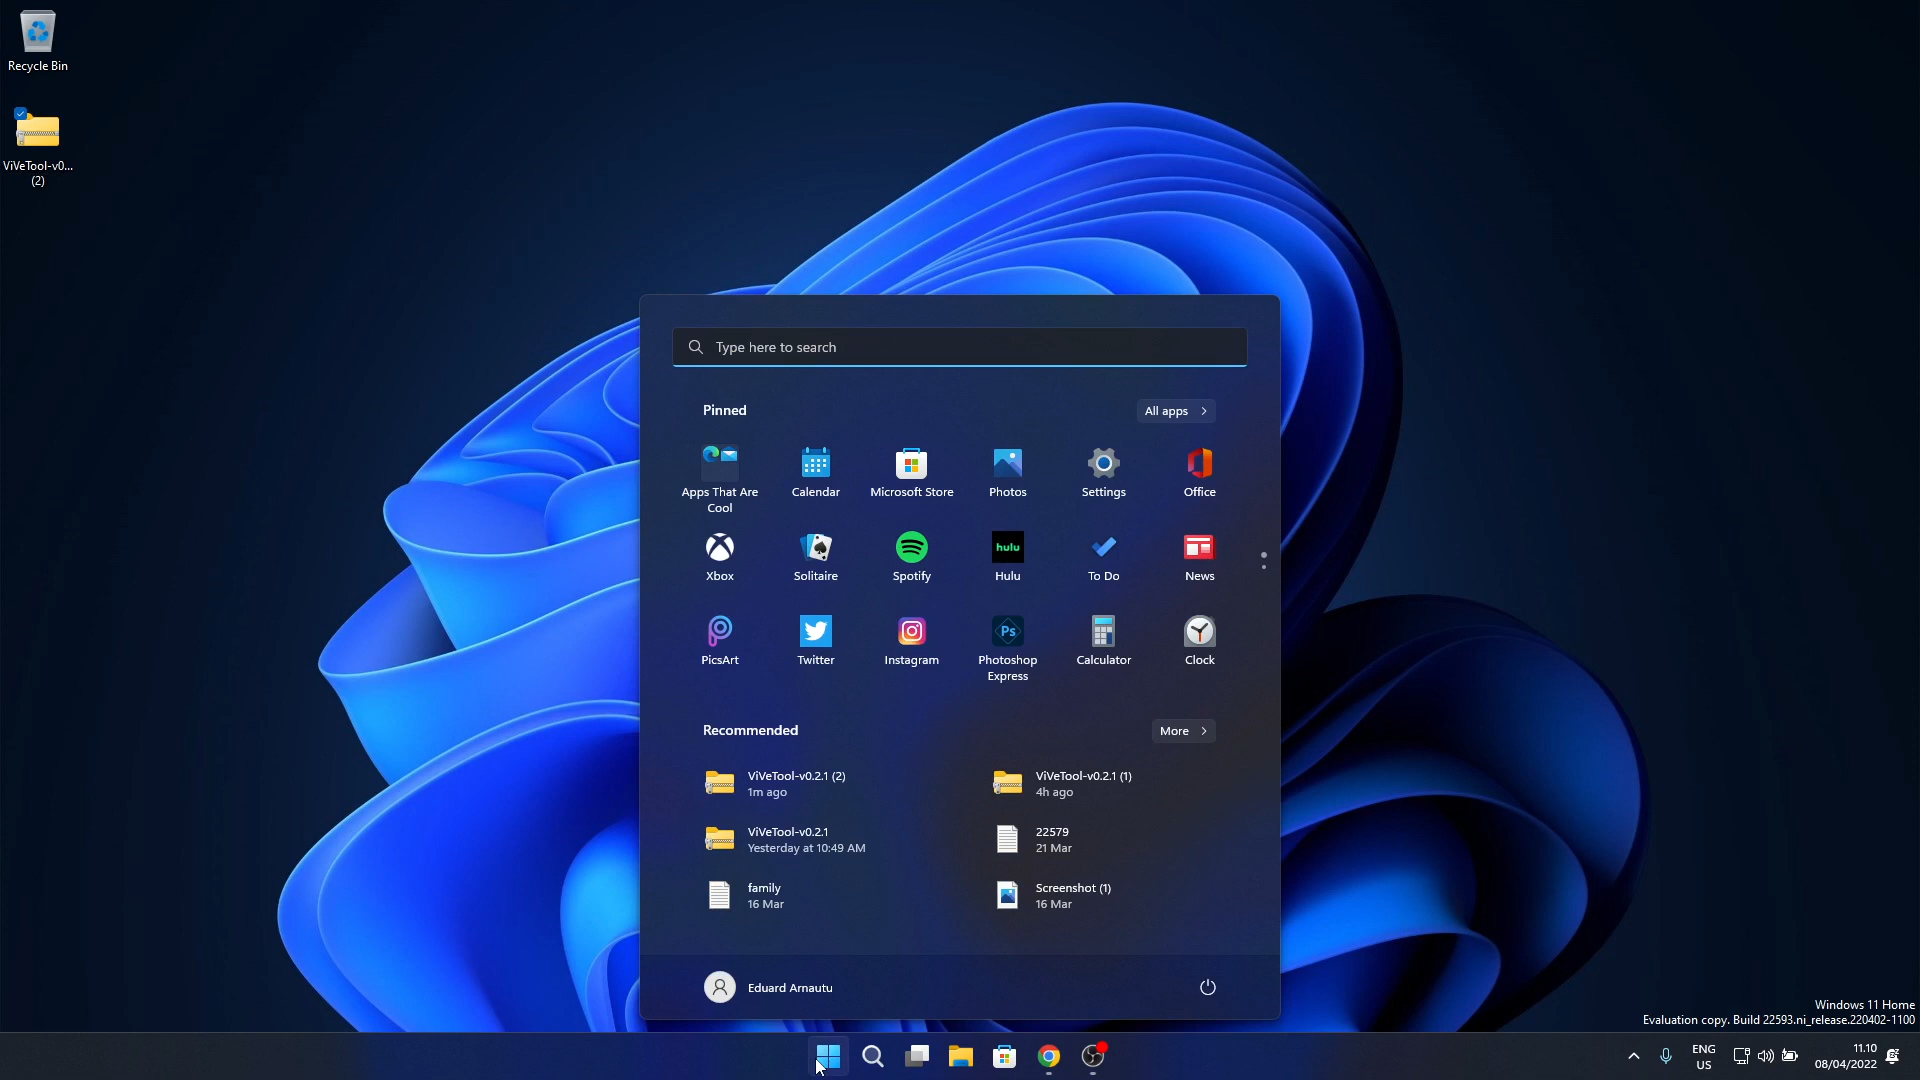 Recycle Bin
ViVeTool-v0...
(2)
Type here to search
Pinned
All apps
Apps That Are
Cool
Calendar
Microsoft Store
Photos
Settings
Office
Xbox
Solitaire
hulu
Spotify
Hulu
To Do
News
Ps
PicsArt
Twitter
Instagram
Photoshop
Express
Calculator
Clock
Recommended
More
ViVeTool-v0.2.1 (2)
1m ago
ViVeTool-v0.2.1 (1)
4h ago
ViVeTool-v0.2.1
Yesterday at 10:49 AM
22579
21 Mar
family
16 Mar
Screenshot (1)
16 Mar
Eduard Arnautu
Windows 11 Home
Evaluation copy. Build 22593.ni_release.220402-1100
ENG
US
11.10
08/04/2022